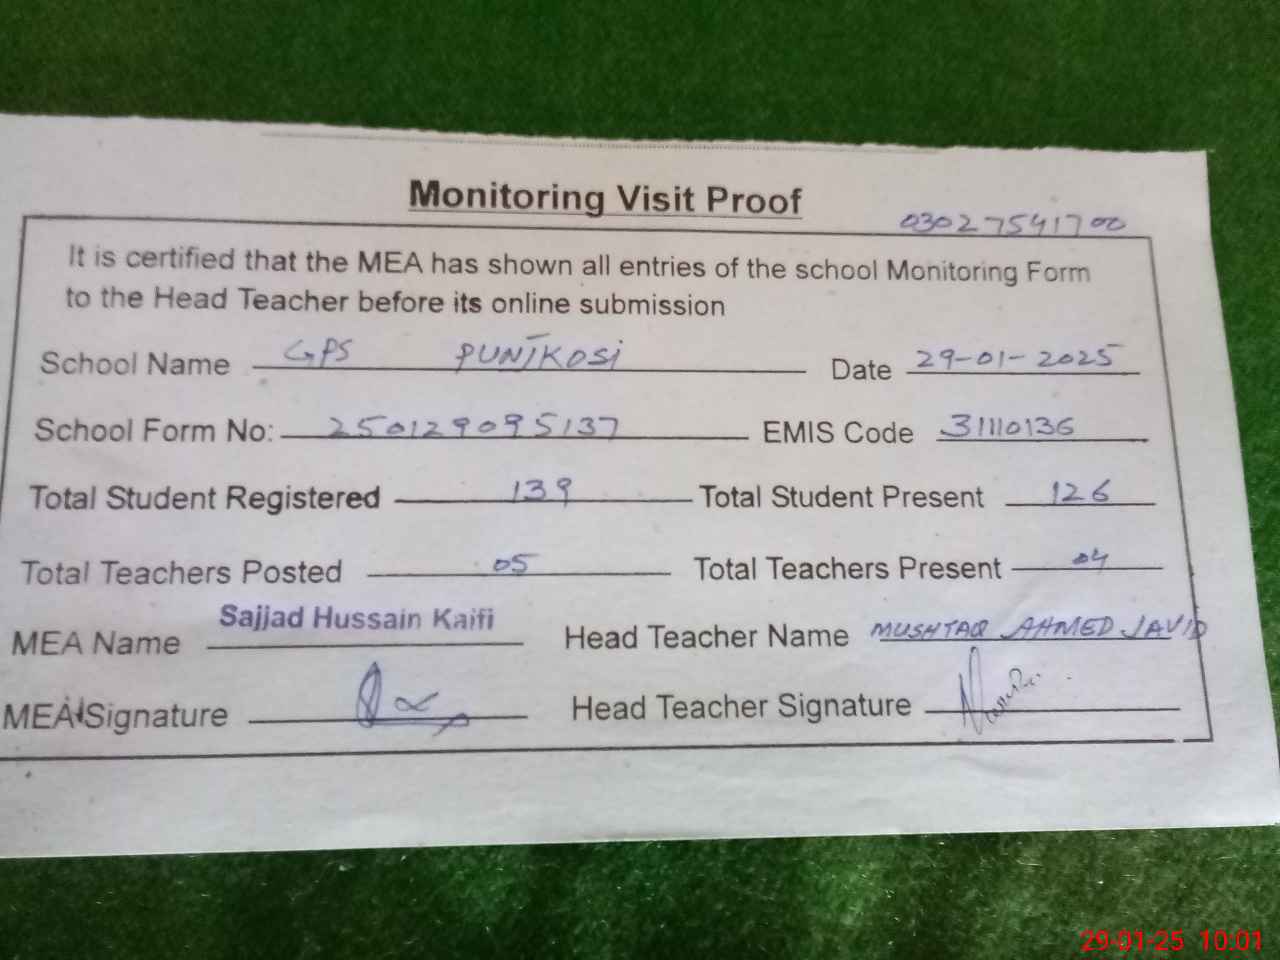 Monitoring Visit Proof
03027541700
It is certified that the MEA has shown all entries of the school Monitoring Form
to the Head Teacher before its online submission
School Name GPS PUNJKOSI Date 29-01-2025
School Form No: 250129095137 EMIS Code 31110136
Total Student Registered 139 Total Student Present 126
Total Teachers Posted 05 Total Teachers Present 04
MEA Name Sajjad Hussain Kaifi Head Teacher Name MUSHTAQ AHMED JAVID
MEA Signature Head Teacher Signature
29-01-25 10:01